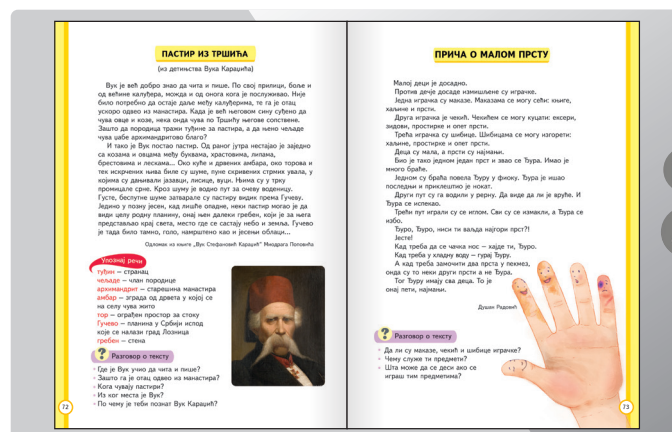 ПАСТИР ИЗ ТРШИЋА
(из детињства Вука Караџића)
Вук је већ добро знао да чита и пише. По свој прилици, боље и
од већине калуђера, можда и од онога кога је послуживао. Није
било потребно да остаје даље међу калуђерима, те га је отац
ускоро одвео из манастира. Када је већ његовом сину суђено да
чува овце и козе, нека онда чува по Тршићу његове сопствене.
Зашто да породица тражи туђине за пастира, а да њено чељаде
чува џабе архимандритово благо?
И тако је Вук постао пастир. Од раног јутра нестајао је заједно
са козама и овцама међу буквама, храстовима, липама,
брестовима и лескама... Око куће и дрвених амбара, око торова и
тек искрчених њива биле су шуме, пуне скривених стрмих увала, у
којима су дављвали јазавци, лисице, вуци. Њима су у трку
промицале срне. Кроз шуму је водио пут за очеву воденицу.
Густе, беспутне шуме затварале су пастиру видик према Гучеву.
Једино у позну јесен, кад лишће опадне, неки пастир могао је да
види целу родну планину, онај њен далеки гребен, који је за њега
представљао крај света, место где се састају небо и земља. Гучево
је тада било тамно, голо, намрштено као и јесењи облаци...
Одломак из књиге „Вук Стефановић Караџић” Миодрага Поповића
Упознај речи
туђин – странац
чељаде – члан породице
архимандрит – старешина манастира
амбар – зграда од дрвета у којој се
на селу чува жито
тор – ограђен простор за стоку
Гучево – планина у Србији испод
које се налази град Лозница
гребен – стена
? Разговор о тексту
• Где је Вук учио да чита и пише?
• Зашто га је отац одвео из манастира?
• Кога чувају пастири?
• Из ког места је Вук?
• По чему је теби познат Вук Караџић?
72
ПРИЧА О МАЛОМ ПРСТУ
Малој деци је досадно.
Против дечје досаде измишљене су играчке.
Једна играчка су маказе. Маказама се могу сећи: књиге,
хаљине и прсти.
Друга играчка је чекић. Чекићем се могу куцати: ексери,
зидови, простирке и опет прсти.
Трећа играчка су шибице. Шибицама се могу изгорети:
хаљине, простирке и опет прсти.
Деца су мала, а прсти су најмањи.
Био је тако једном један прст и звао се Ђура. Имао је
много браће.
Једном су браћа повела Ђуру у фиоку. Ђура је ишао
последњи и приклештио је нокат.
Други пут су га водили у рерну. Да виде да ли је вруће. И
Ђура се испекао.
Трећи пут играли су се иглом. Сви су се измакли, а Ђура се
избо.
Ђуро, Ђуро, ниси ти ваљда најгори прст?!
Јесте!
Кад треба да се чачка нос – хајде ти, Ђуро.
Кад треба у хладну воду – гурај Ђуру.
А кад треба замочити два прста у пекмез,
онда су то неки други прсти а не Ђура.
Тог Ђуру имају сва деца. То је
онај пети, најмањи.
Душан Радовић
? Разговор о тексту
• Да ли су маказе, чекић и шибице играчке?
• Чему служе ти предмети?
• Шта може да се деси ако се
играш тим предметима?
73